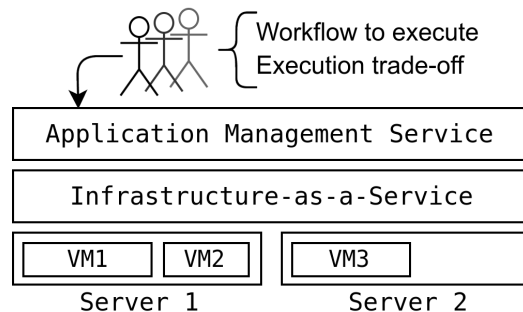 Workflow to execute
Execution trade-off
Application Management Service
Infrastructure-as-a-Service
VM1 VM2 VM3
Server 1 Server 2